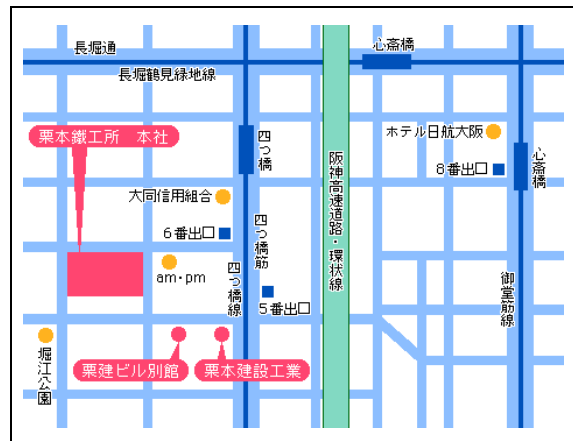 長堀通
心斎橋
長堀鶴見緑地線
栗本鐵工所 本社
四つ橋
ホテル日航大阪
心斎橋
8番出口
大同信用組合
6番出口
四つ橋筋
阪神高速道路・環状線
am・pm
四つ橋線
5番出口
御堂筋線
堀江公園
栗建ビル別館
栗本建設工業